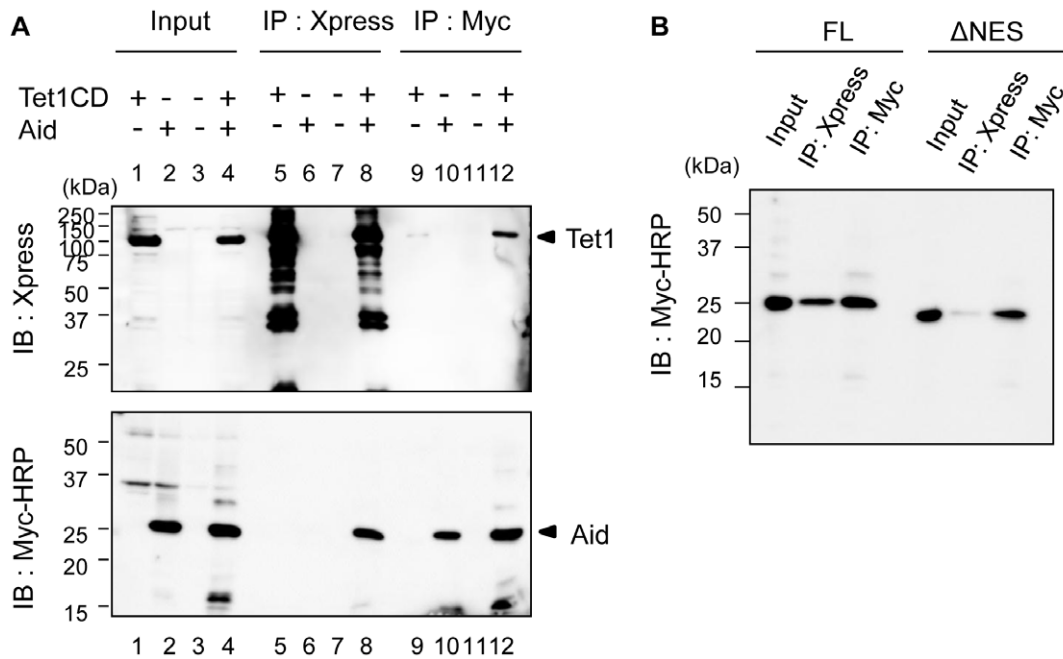 A
Input IP : Xpress IP : Myc
Tet1CD + - - + + - - + + - - +
Aid - + - + - + - + - + - +
1 2 3 4 5 6 7 8 9 10 11 12
(kDa)
250
150
100
75
50
37
25
IB : Xpress
Tet1
50
37
25
20
15
IB : Myc-HRP
Aid
1 2 3 4 5 6 7 8 9 10 11 12
B
FL ΔNES
Input IP: Xpress IP: Myc Input IP: Xpress IP: Myc
(kDa)
50
37
25
20
15
IB : Myc-HRP